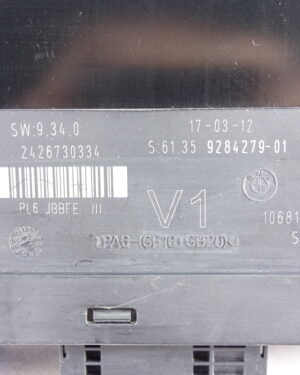 SW:9,34,0
17-03-12
2426730334
S:61.35 9284279-01
PL6 JBBFE III
V1
10681
>PA6-(GF10+GB20)<
S